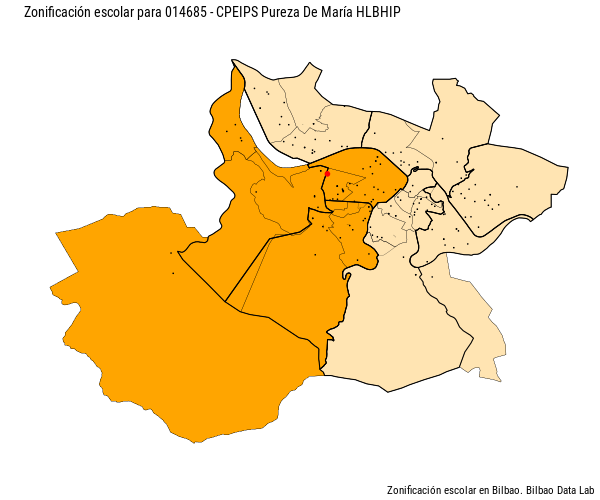 Zonificación escolar para 014685 - CPEIPS Pureza De María HLBHIP
Zonificación escolar en Bilbao. Bilbao Data Lab